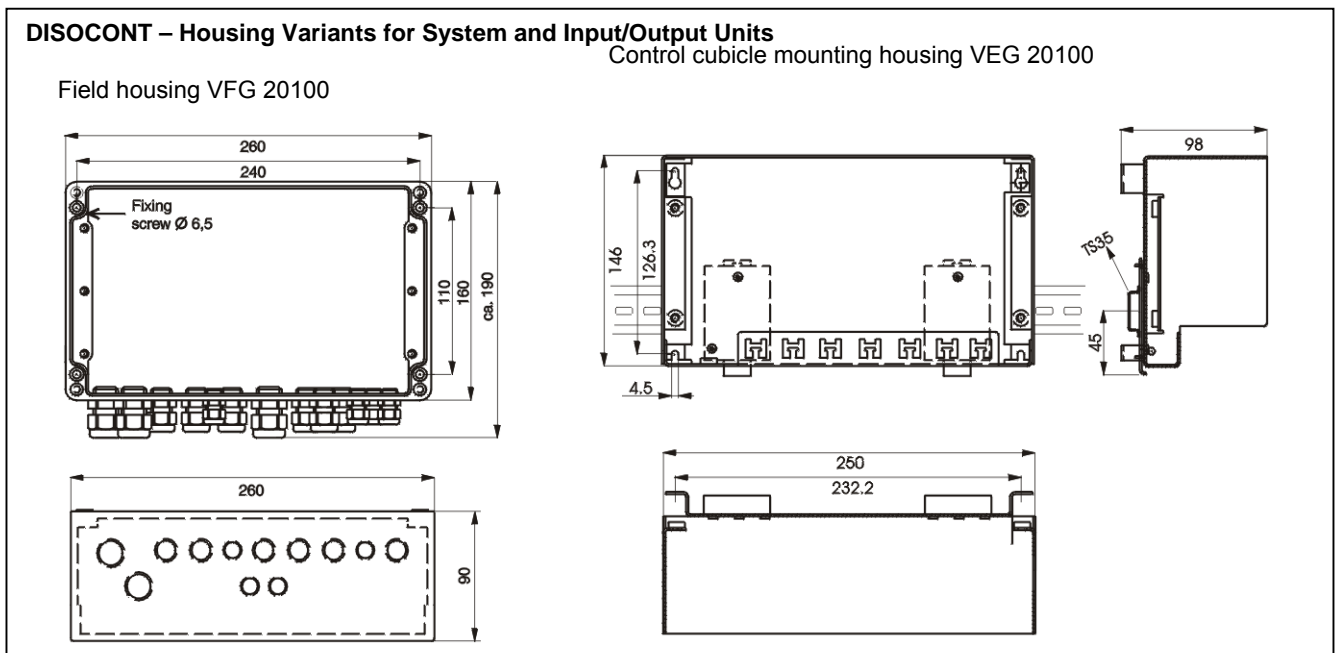 DISOCONT – Housing Variants for System and Input/Output Units
Control cubicle mounting housing VEG 20100
Field housing VFG 20100
260
240
Fixing
screw Ø 6,5
110
160
ca. 190
146
126.3
4.5
98
TS35
45
260
90
250
232.2